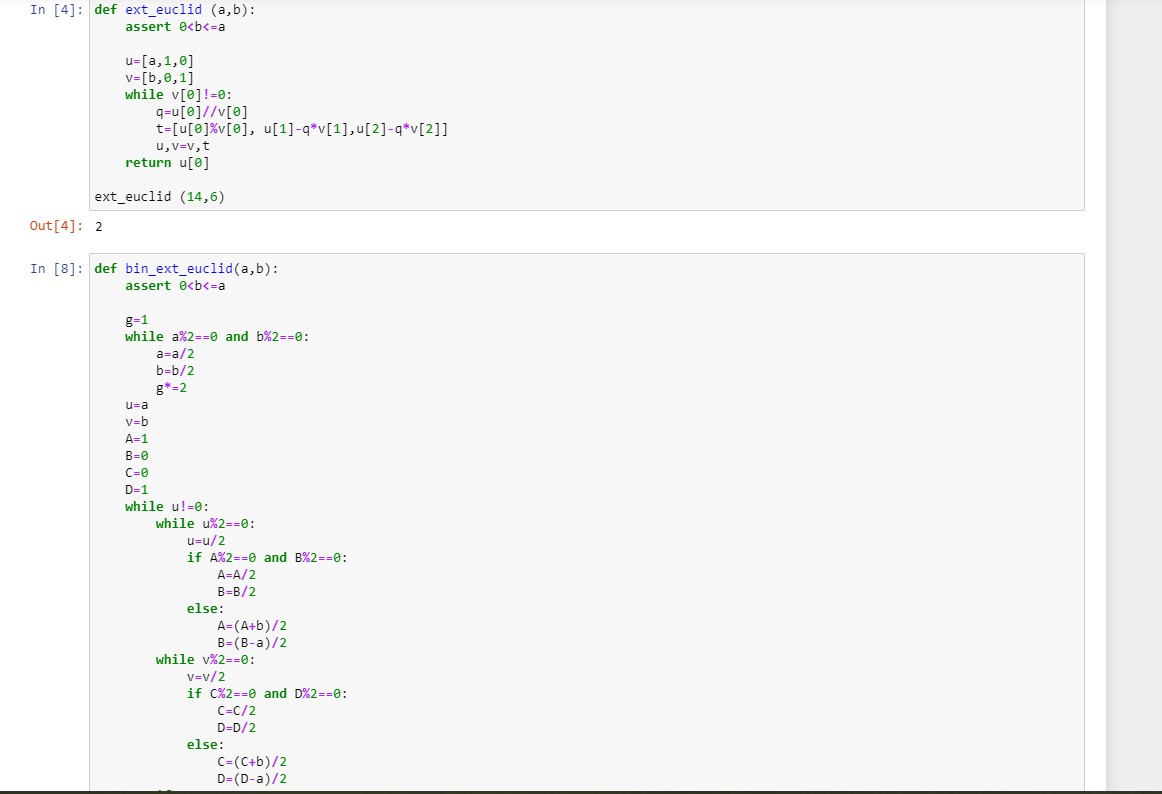 In [4]: def ext_euclid (a,b):
    assert 0<b<=a
    u=[a,1,0]
    v=[b,0,1]
    while v[0]!=0:
        q=u[0]//v[0]
        t=[u[0]%v[0], u[1]-q*v[1],u[2]-q*v[2]]
        u,v=v,t
    return u[0]
ext_euclid (14,6)
Out[4]: 2
In [8]: def bin_ext_euclid(a,b):
    assert 0<b<=a
    g=1
    while a%2==0 and b%2==0:
        a=a/2
        b=b/2
        g*=2
    u=a
    v=b
    A=1
    B=0
    C=0
    D=1
    while u!=0:
        while u%2==0:
            u=u/2
            if A%2==0 and B%2==0:
                A=A/2
                B=B/2
            else:
                A=(A+b)/2
                B=(B-a)/2
        while v%2==0:
            v=v/2
            if C%2==0 and D%2==0:
                C=C/2
                D=D/2
            else:
                C=(C+b)/2
                D=(D-a)/2